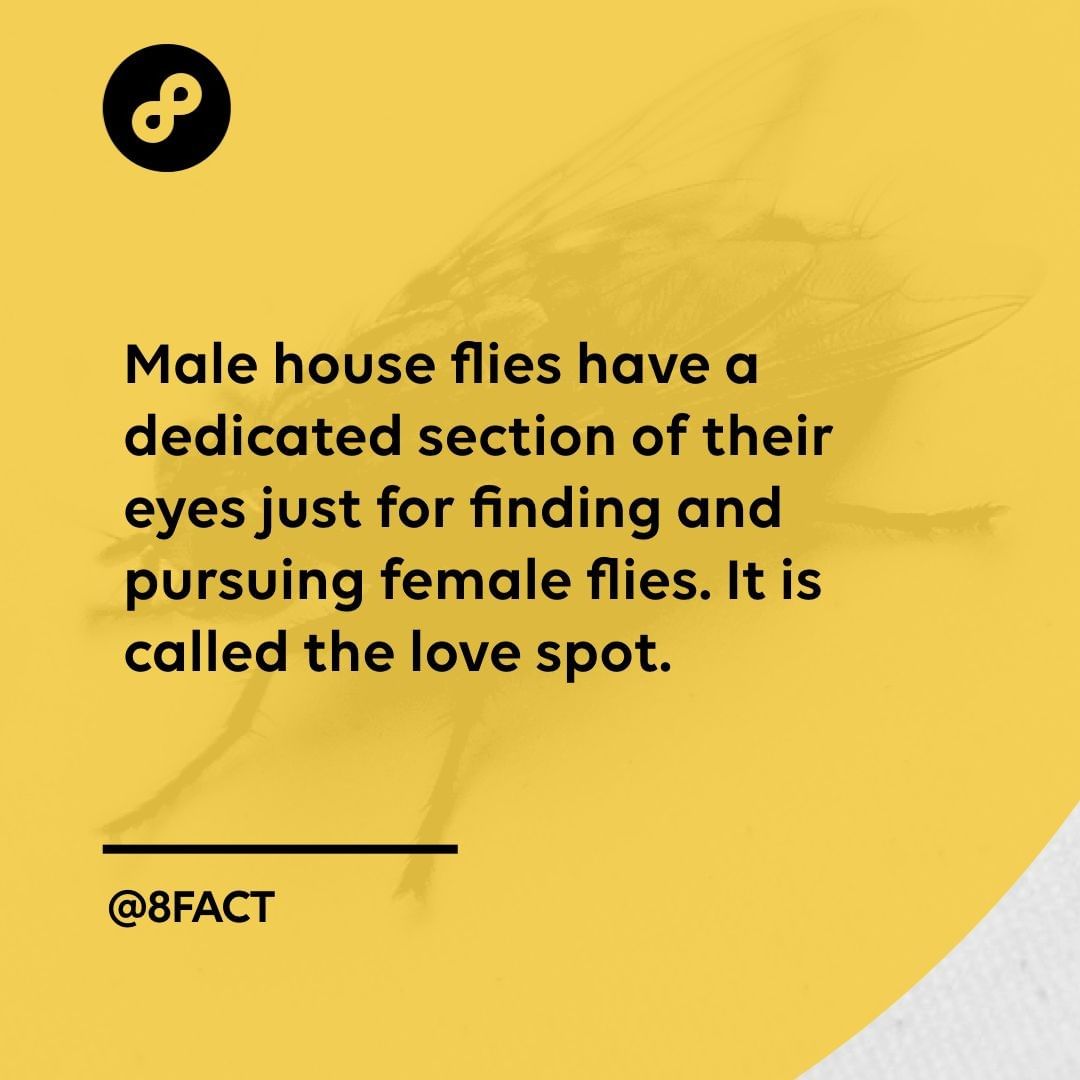 Male house flies have a
dedicated section of their
eyes just for finding and
pursuing female flies. It is
called the love spot.
@8FACT